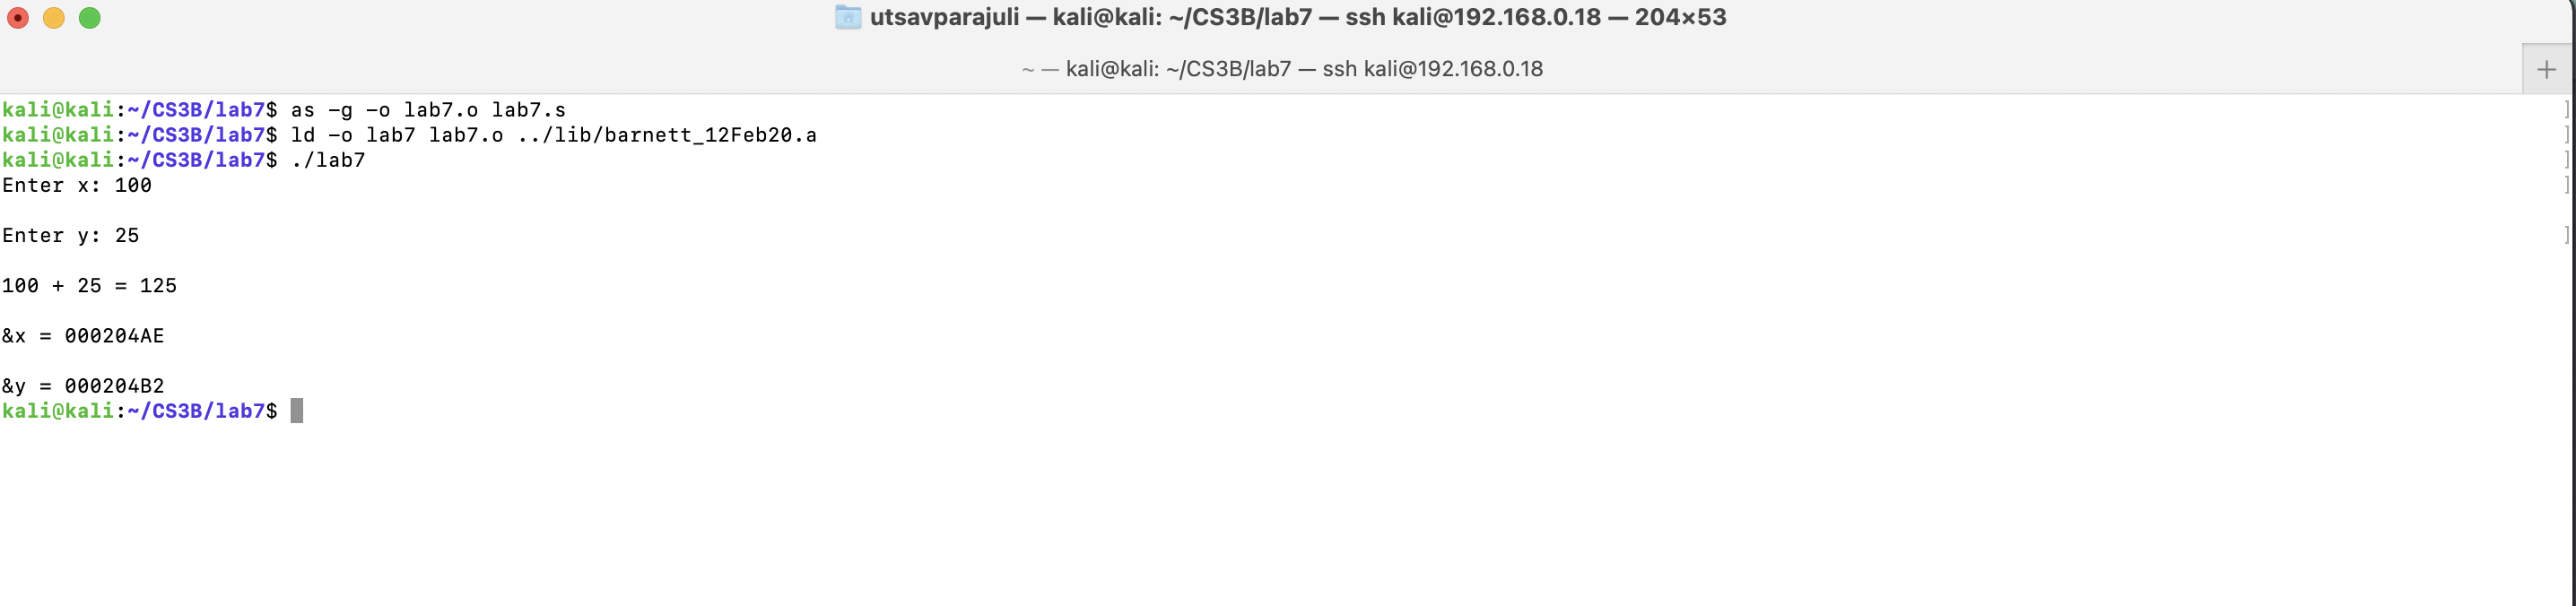 utsavparajuli — kali@kali: ~/CS3B/lab7 — ssh kali@192.168.0.18 — 204×53
~ — kali@kali: ~/CS3B/lab7 — ssh kali@192.168.0.18
kali@kali:~/CS3B/lab7$ as -g -o lab7.o lab7.s
kali@kali:~/CS3B/lab7$ ld -o lab7 lab7.o ../lib/barnett_12Feb20.a
kali@kali:~/CS3B/lab7$ ./lab7
Enter x: 100
Enter y: 25
100 + 25 = 125
&x = 000204AE
&y = 000204B2
kali@kali:~/CS3B/lab7$